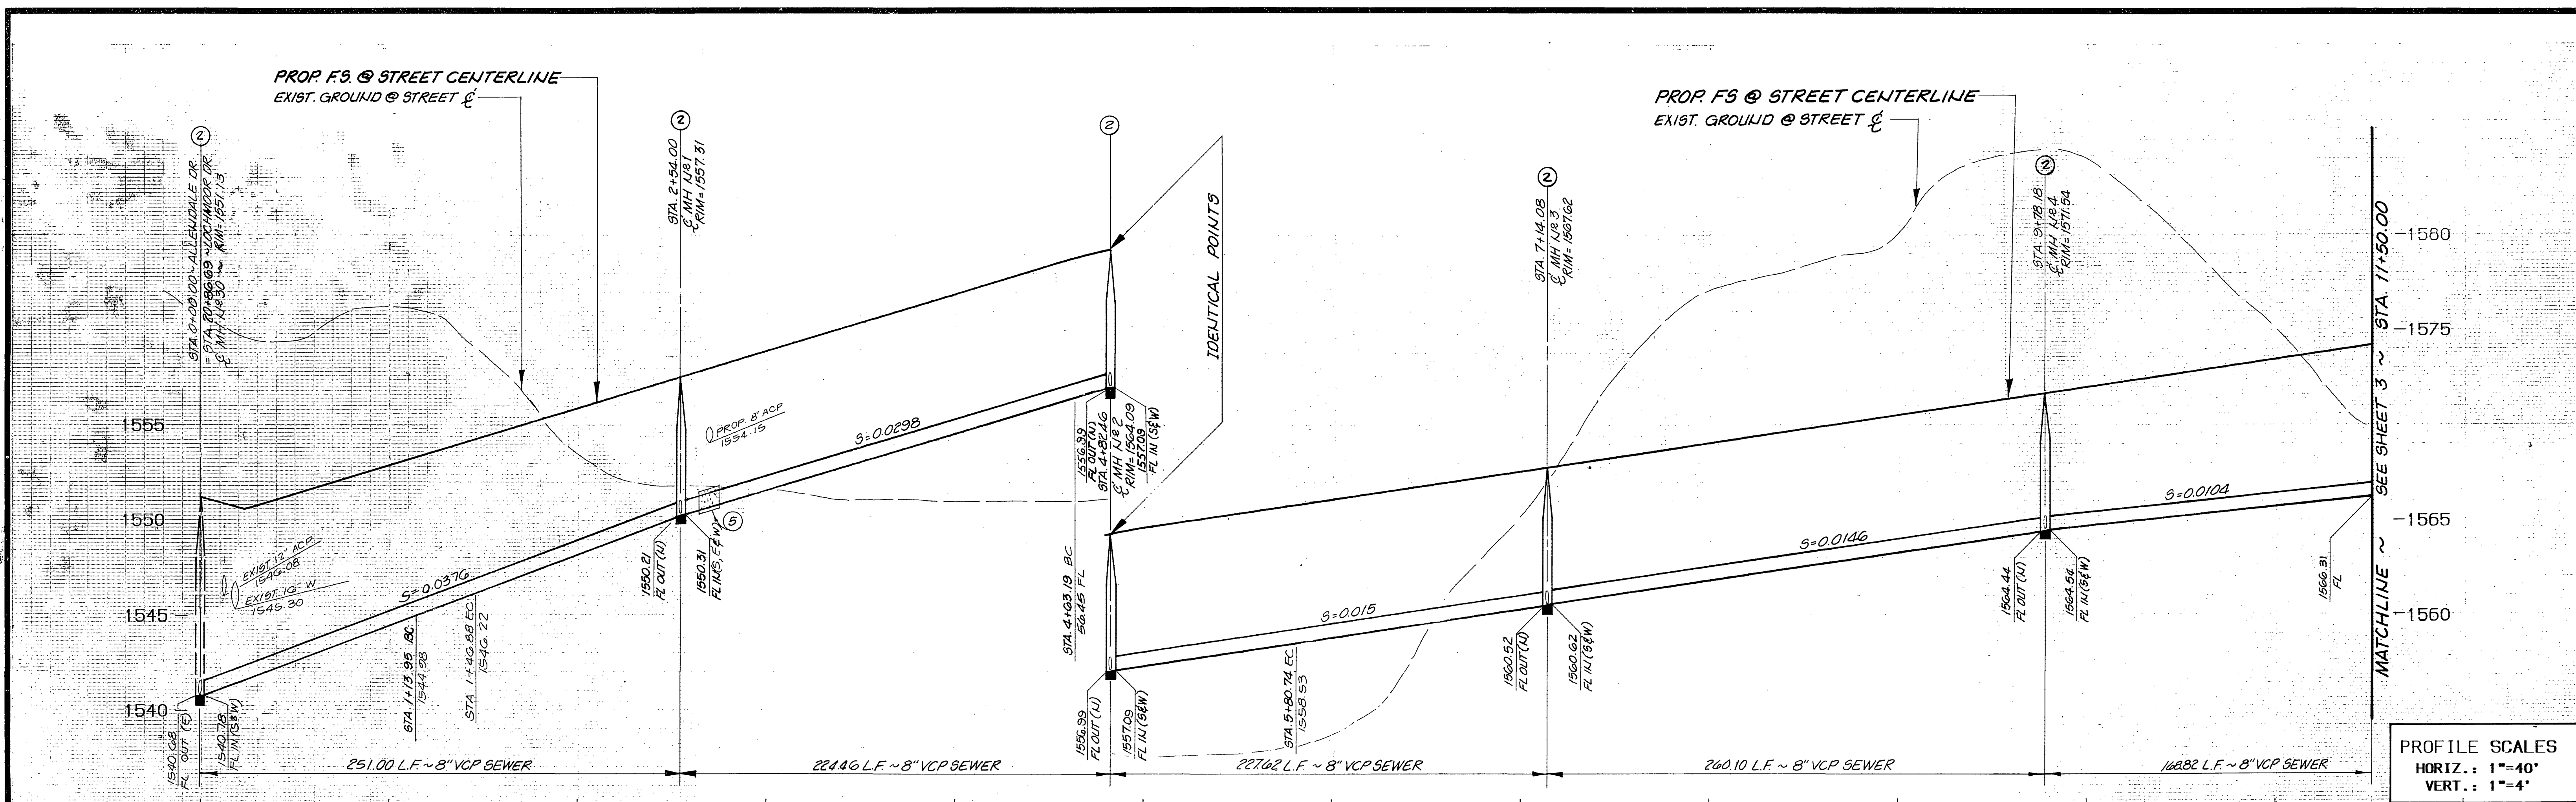 PROP. F.S. @ STREET CENTERLINE
EXIST. GROUND @ STREET ℄
PROP. FS @ STREET CENTERLINE
EXIST. GROUND @ STREET ℄
2
STA. 0+00.00~ALLENDALE DR
= STA. 20+86.69~LOCHMOOR DR
℄ MH Nº 30 ~ RIM=1551.13
2
STA. 2+54.00
℄ MH Nº 1
RIM=1557.31
2
IDENTICAL POINTS
2
STA. 7+14.08
℄ MH Nº 3
RIM=1567.62
2
STA. 9+78.18
℄ MH Nº 4
RIM=1571.54
MATCHLINE ~ SEE SHEET 3 ~ STA. 11+50.00
1580
1575
1565
1560
1555
1550
1545
1540
PROP. 8" ACP
1554.15
S=0.0298
1556.99
FL OUT(N)
STA. 4+82.46
℄ MH Nº 2
RIM=1564.09
1557.09
FL IN (S&W)
5
EXIST. 12" ACP
1546.08
EXIST. 16" W
1545.30
S=0.0376
1550.21
FL OUT(N)
1550.31
FL IN(S,E&W)
STA. 1+13.95 BC
1544.98
STA. 1+46.88 EC
1546.22
STA. 4+63.19 BC
56.45 FL
1540.68
FL OUT (E)
1540.78
FL IN(S&W)
1556.99
FL OUT(N)
1557.09
FL IN(S&W)
S=0.015
STA. 5+80.74 EC
1558.53
1560.52
FL OUT(N)
1560.62
FL IN(S&W)
S=0.0146
1564.44
FL OUT(N)
1564.54
FL IN(S&W)
S=0.0104
1566.31
FL
251.00 L.F.~8" VCP SEWER
224.46 L.F.~8" VCP SEWER
227.62 L.F.~8" VCP SEWER
260.10 L.F.~8" VCP SEWER
168.82 L.F.~8" VCP SEWER
PROFILE SCALES
HORIZ.: 1"=40'
VERT.: 1"=4'